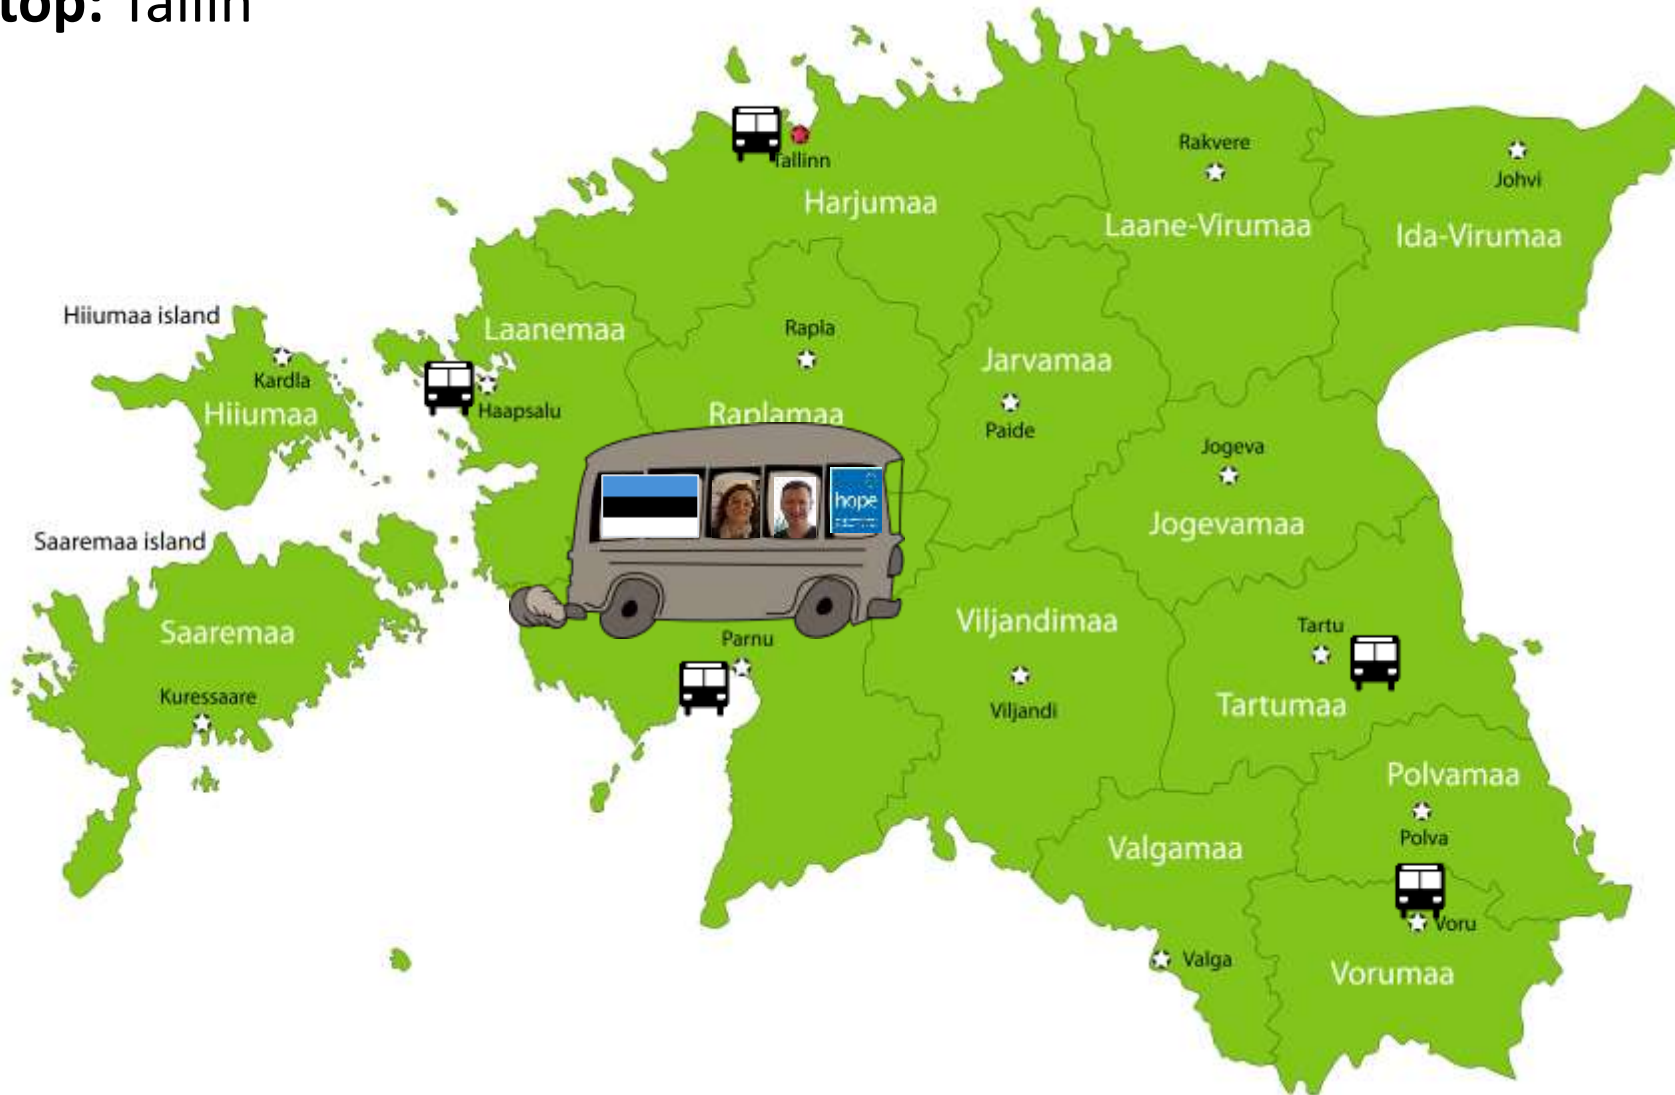 top: Tallin
Tallinn
Harjumaa
Rakvere
Laane-Virumaa
Johvi
Ida-Virumaa
Hiiumaa island
Kardla
Hiiumaa
Laanemaa
Haapsalu
Rapla
Raplamaa
Jarvamaa
Paide
Jogeva
Jogevamaa
hope
Saaremaa island
Saaremaa
Kuressaare
Parnu
Viljandimaa
Viljandi
Tartu
Tartumaa
Polvamaa
Polva
Valgamaa
Voru
Valga
Vorumaa